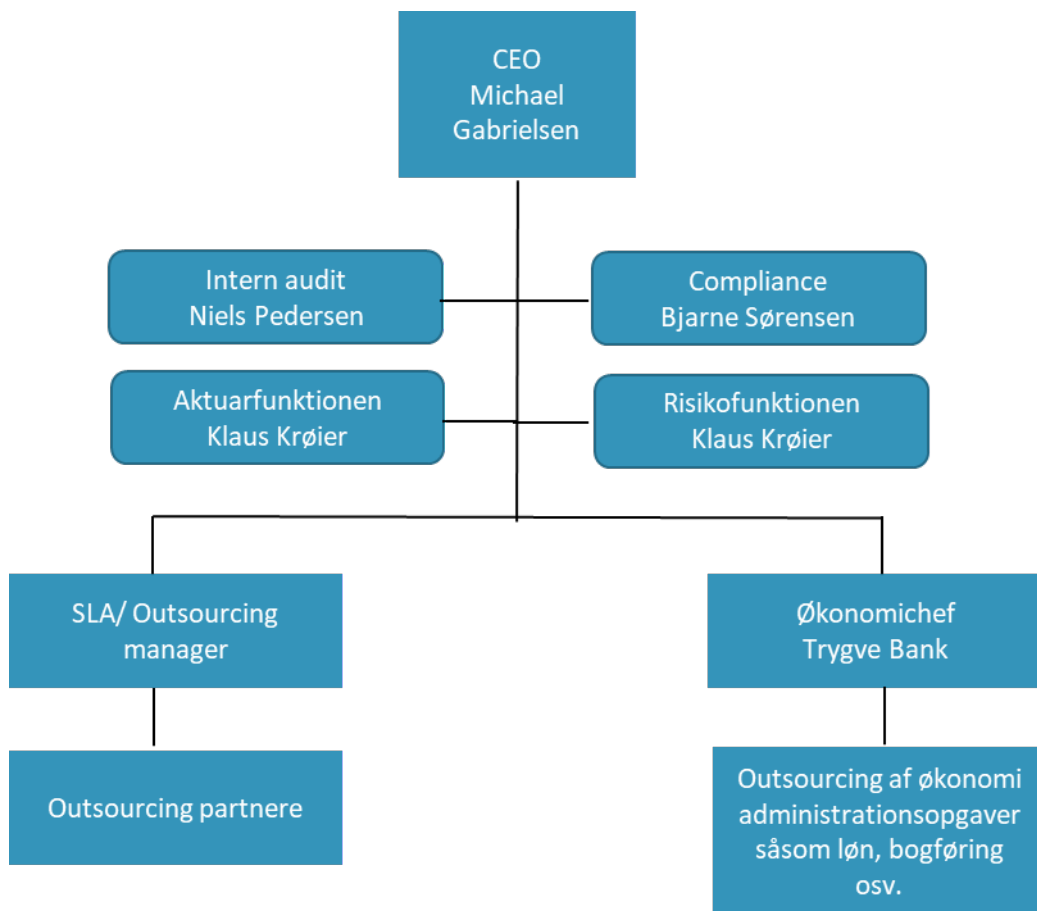 CEO
Michael
Gabrielsen
Intern audit
Niels Pedersen
Compliance
Bjarne Sørensen
Aktuarfunktionen
Klaus Krøier
Risikofunktionen
Klaus Krøier
SLA/ Outsourcing
manager
Økonomichef
Trygve Bank
Outsourcing partnere
Outsourcing af økonomi
administrationsopgaver
såsom løn, bogføring
osv.